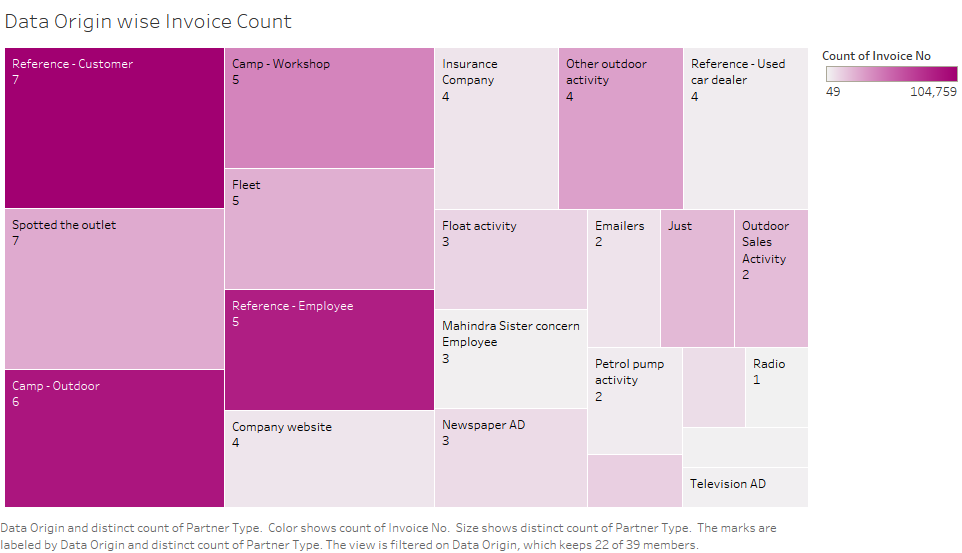 Data Origin wise Invoice Count
Reference - Customer
7
Spotted the outlet
7
Camp - Outdoor
6
Camp - Workshop
5
Fleet
5
Reference - Employee
5
Company website
4
Insurance
Company
4
Other outdoor
activity
4
Reference - Used
car dealer
4
Float activity
3
Mahindra Sister concern
Employee
3
Newspaper AD
3
Emailers
2
Just
Outdoor
Sales
Activity
2
Petrol pump
activity
2
Radio
1
Television AD
Count of Invoice No
49 104,759
Data Origin and distinct count of Partner Type. Color shows count of Invoice No. Size shows distinct count of Partner Type. The marks are
labeled by Data Origin and distinct count of Partner Type. The view is filtered on Data Origin, which keeps 22 of 39 members.